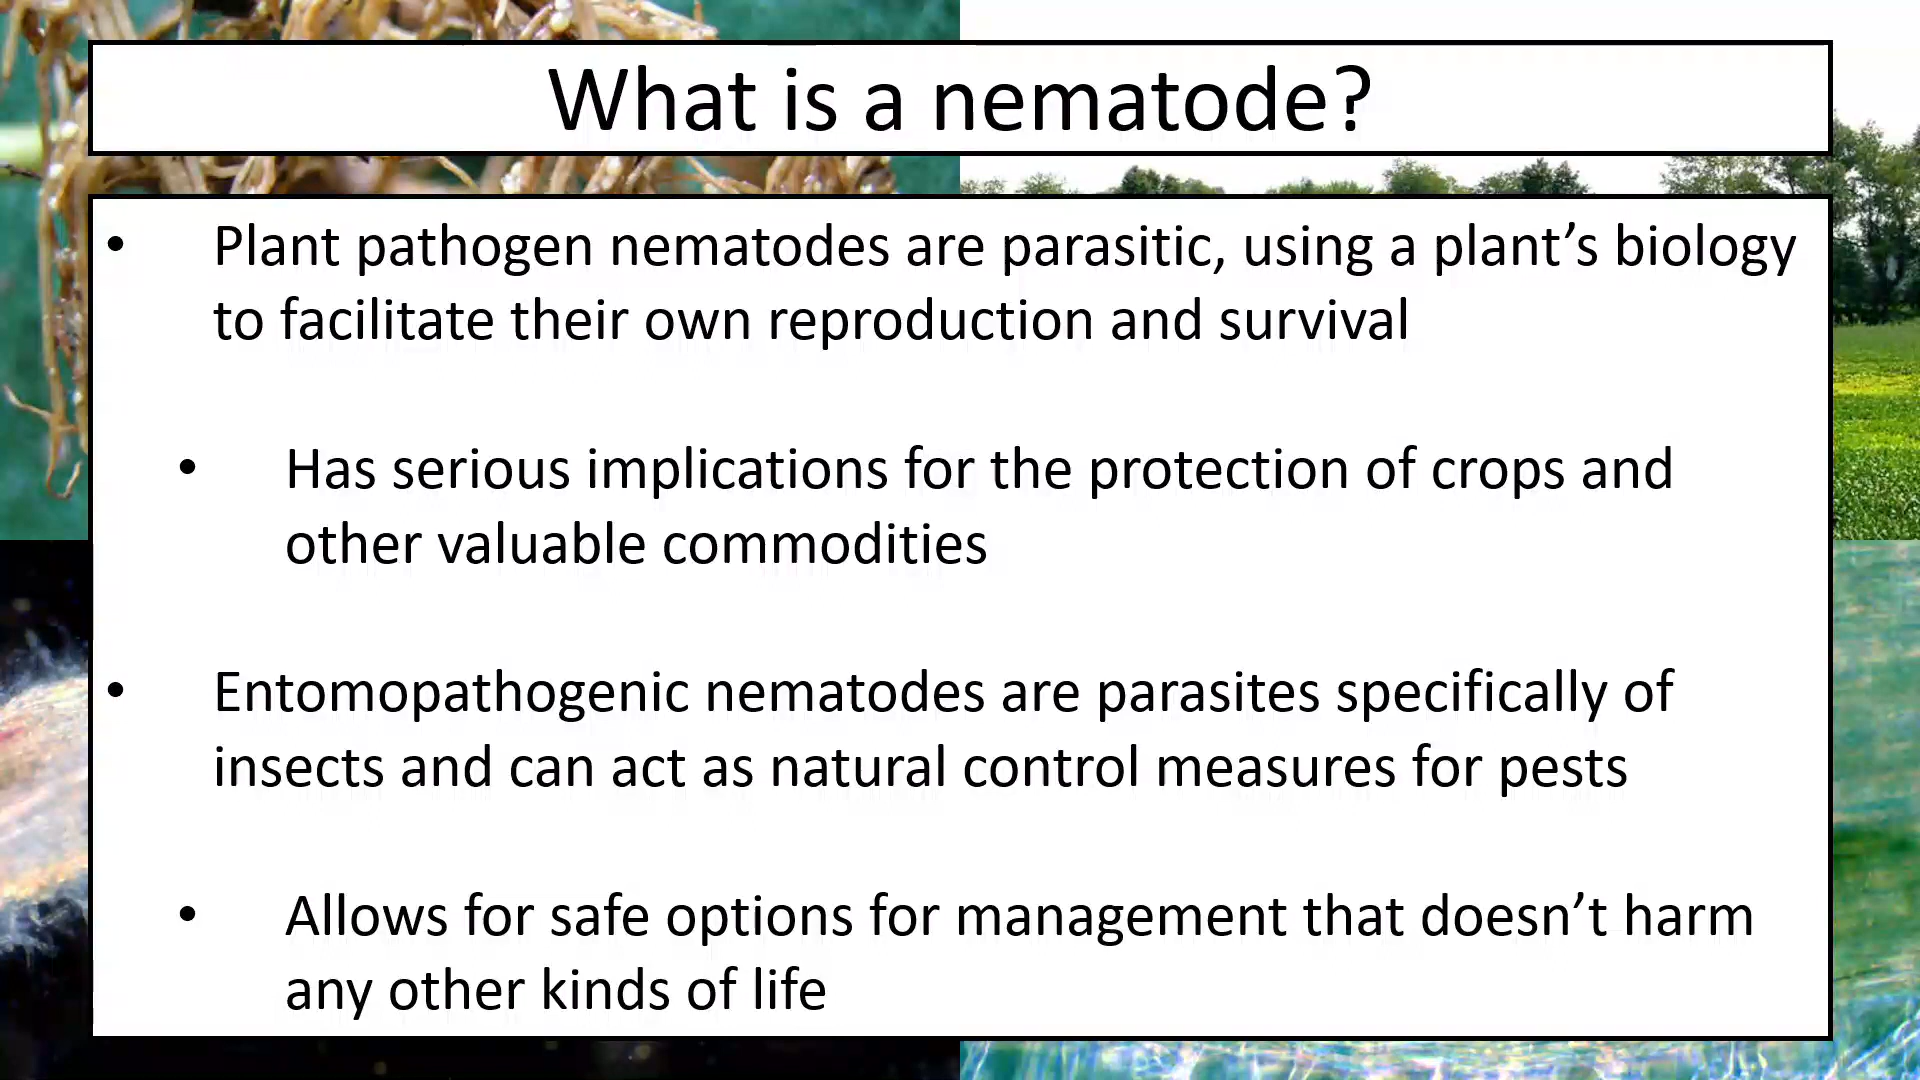 What is a nematode?
• Plant pathogen nematodes are parasitic, using a plant’s biology
to facilitate their own reproduction and survival
• Has serious implications for the protection of crops and
other valuable commodities
• Entomopathogenic nematodes are parasites specifically of
insects and can act as natural control measures for pests
• Allows for safe options for management that doesn’t harm
any other kinds of life